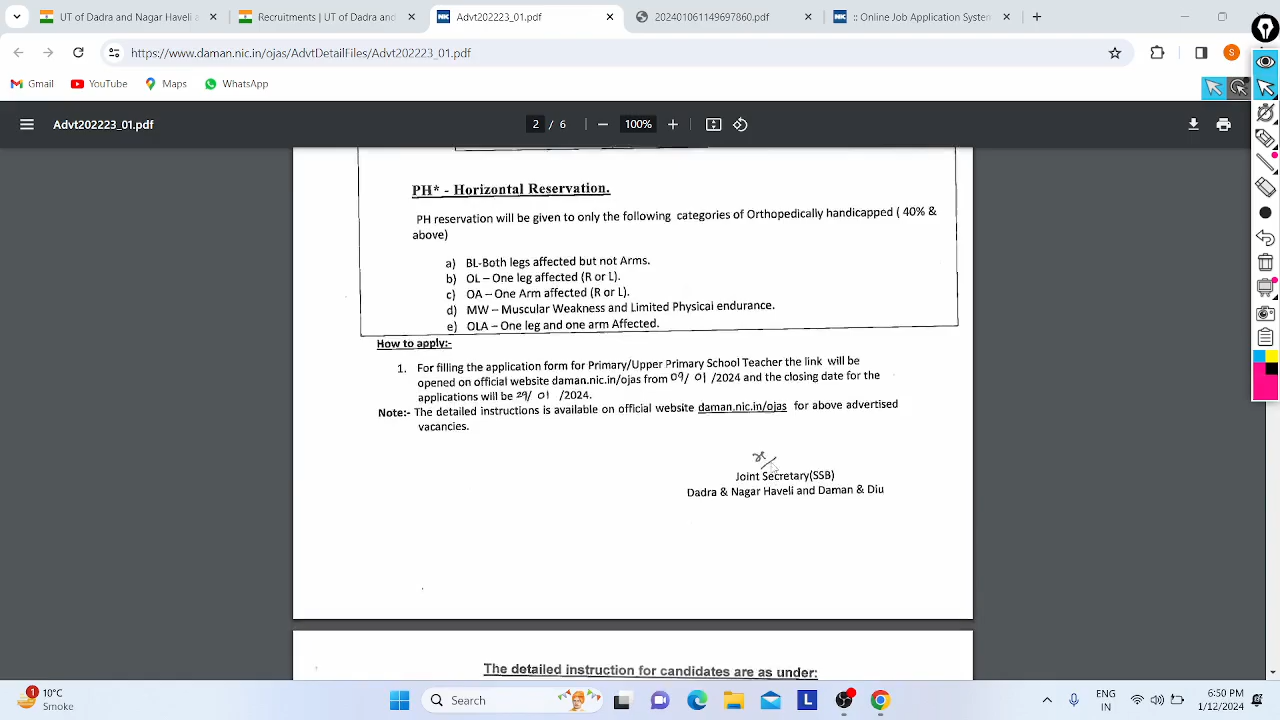 UT of Dadra and Nagar Haveli a
Recruitments | UT of Dadra and
Advt202223_01.pdf
:: Online Job Application System
https://www.daman.nic.in/ojas/AdvtDetailFiles/Advt202223_01.pdf
S
Gmail
YouTube
Maps
WhatsApp
Advt202223_01.pdf
2 / 6
100%
PH* - Horizontal Reservation.
PH reservation will be given to only the following categories of Orthopedically handicapped ( 40% &
above)
a) BL-Both legs affected but not Arms.
b) OL – One leg affected (R or L).
c) OA – One Arm affected (R or L).
d) MW – Muscular Weakness and Limited Physical endurance.
e) OLA – One leg and one arm Affected.
How to apply:-
1. For filling the application form for Primary/Upper Primary School Teacher the link will be
opened on official website daman.nic.in/ojas from 09/ 01 /2024 and the closing date for the
applications will be 29/ 01 /2024.
Note:- The detailed instructions is available on official website daman.nic.in/ojas for above advertised
vacancies.
Joint Secretary(SSB)
Dadra & Nagar Haveli and Daman & Diu
The detailed instruction for candidates are as under:
1
10°C
Smoke
Search
L
ENG
IN
6:50 PM
1/12/2024